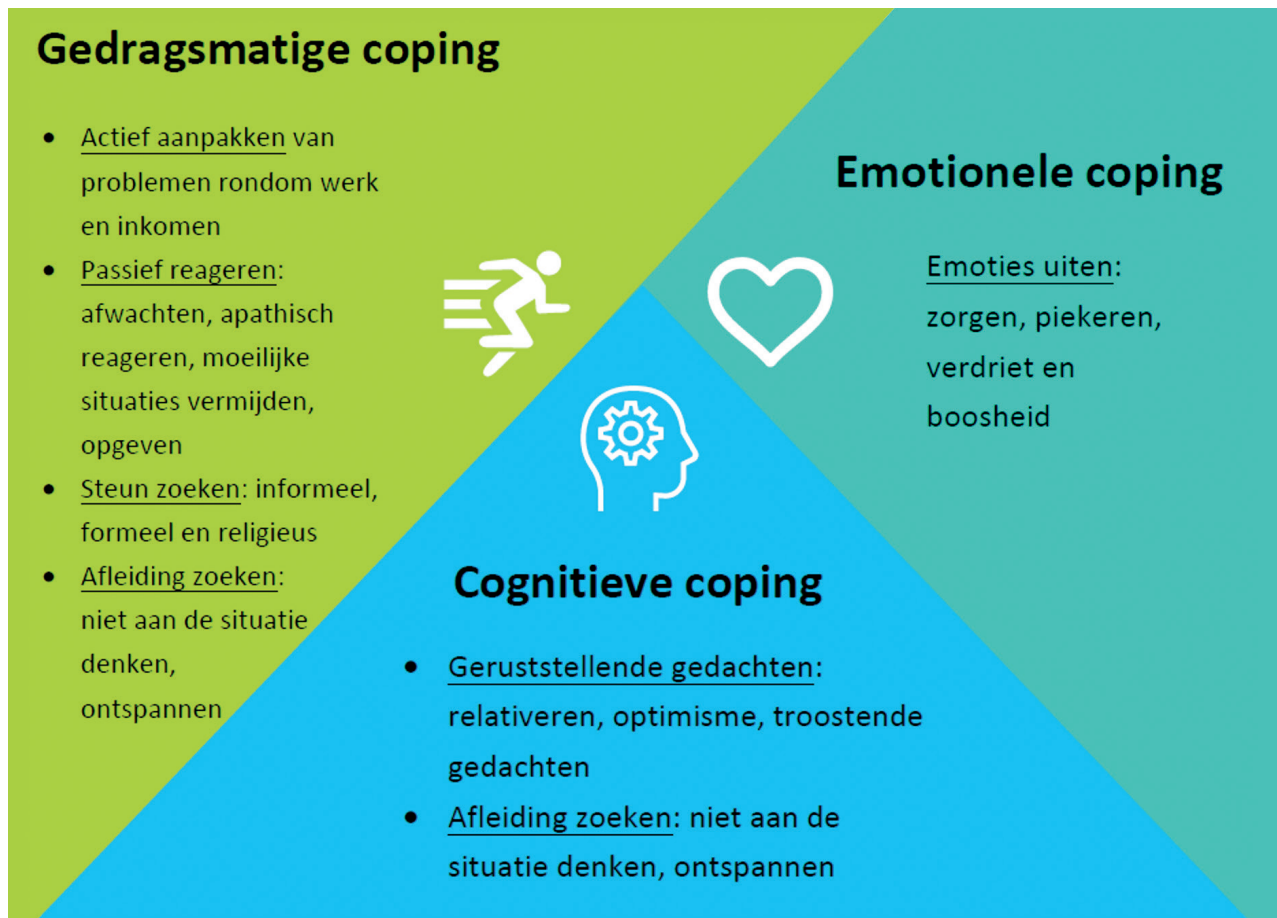 Gedragsmatige coping
• Actief aanpakken van
problemen rondom werk
en inkomen
• Passief reageren:
afwachten, apathisch
reageren, moeilijke
situaties vermijden,
opgeven
• Steun zoeken: informeel,
formeel en religieus
• Afleiding zoeken:
niet aan de situatie
denken,
ontspannen
Emotionele coping
Emoties uiten:
zorgen, piekeren,
verdriet en
boosheid
Cognitieve coping
• Geruststellende gedachten:
relativeren, optimisme, troostende
gedachten
• Afleiding zoeken: niet aan de
situatie denken, ontspannen